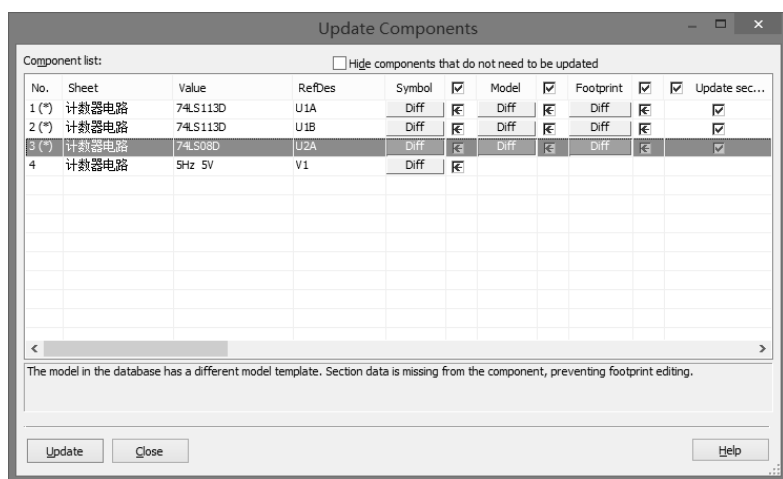 Update Components
Component list:
Hide components that do not need to be updated
No. Sheet Value RefDes Symbol Model Footprint Update sec...
1 (*) 计数器电路 74LS113D U1A Diff Diff Diff
2 (*) 计数器电路 74LS113D U1B Diff Diff Diff
3 (*) 计数器电路 74LS08D U2A Diff Diff Diff
4 计数器电路 5Hz 5V V1 Diff
The model in the database has a different model template. Section data is missing from the component, preventing footprint editing.
Update Close Help